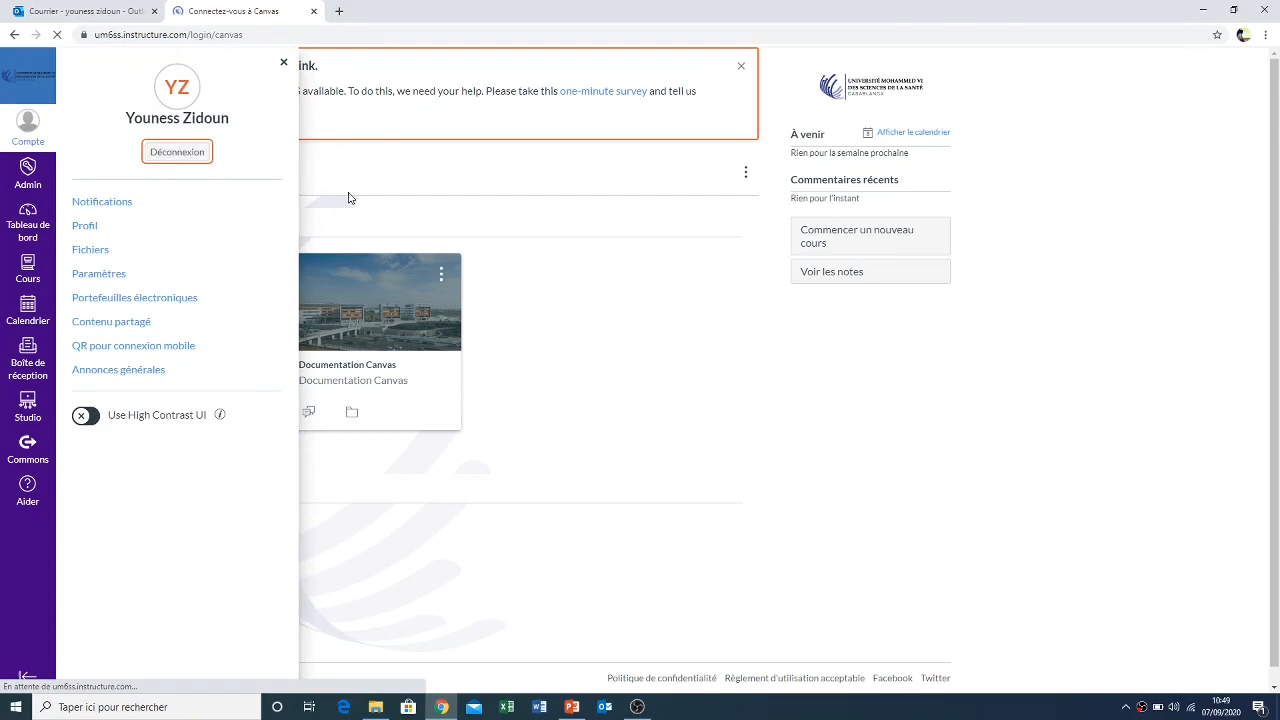 Courrier - Youness Zidoun - Outl
Connectez-vous à Canvas
um6ss.instructure.com/login/canvas
YZ
Youness Zidoun
Déconnexion
Notifications
Profil
Fichiers
Paramètres
Portefeuilles électroniques
Contenu partagé
QR pour connexion mobile
Annonces générales
Use High Contrast UI
Compte
Admin
Tableau de
bord
Cours
Calendrier
Boîte de
réception
Studio
Commons
Aider
ink.
available. To do this, we need your help. Please take this one-minute survey and tell us
Documentation Canvas
Documentation Canvas
UNIVERSITÉ MOHAMMED VI
DES SCIENCES DE LA SANTÉ
CASABLANCA
À venir
Afficher le calendrier
Rien pour la semaine prochaine
Commentaires récents
Rien pour l'instant
Commencer un nouveau
cours
Voir les notes
Politique de confidentialité Règlement d'utilisation acceptable Facebook Twitter
En attente de um6ss.instructure.com...
Taper ici pour rechercher
10:49
07/09/2020